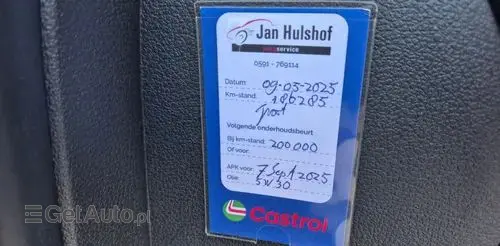 Jan Hulshof
autoservice
0591 - 769114
Datum: 09-05-2025
Km-stand: 186285
Volgende onderhoudsbeurt
Bij km-stand: 200.000
Of voor:
APK voor: 7 Sept 2025
Olie: 5W30
Castrol
GetAuto.pl